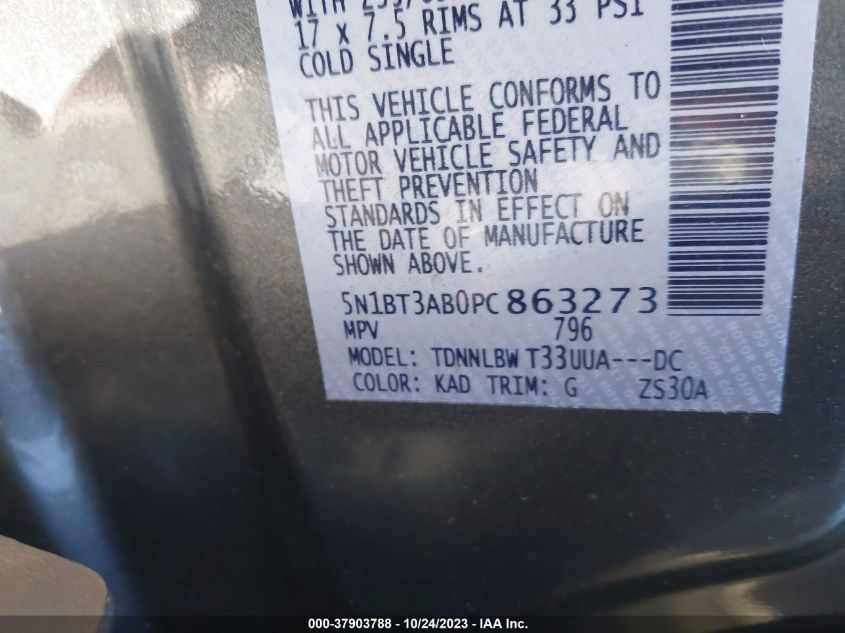 WITH
17 x 7.5 RIMS AT 33 PSI
COLD SINGLE
THIS VEHICLE CONFORMS TO
ALL APPLICABLE FEDERAL
MOTOR VEHICLE SAFETY AND
THEFT PREVENTION
STANDARDS IN EFFECT ON
THE DATE OF MANUFACTURE
SHOWN ABOVE.
5N1BT3AB0PC863273
MPV 796
MODEL: TDNNLBW T33UUA---DC
COLOR: KAD TRIM: G ZS30A
000-37903788 - 10/24/2023 - IAA Inc.